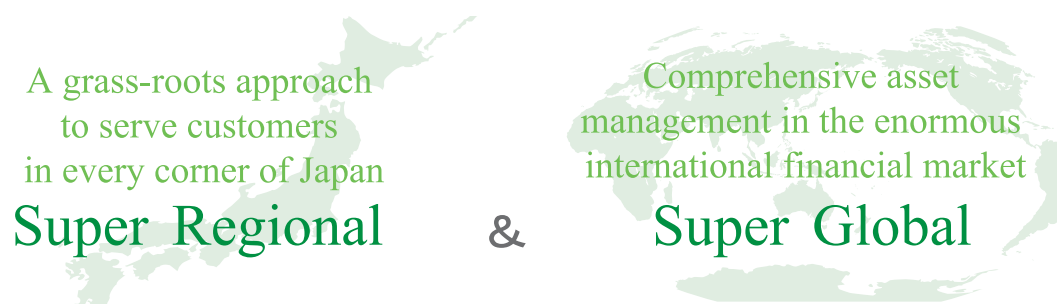 A grass-roots approach
to serve customers
in every corner of Japan
Super Regional
&
Comprehensive asset
management in the enormous
international financial market
Super Global